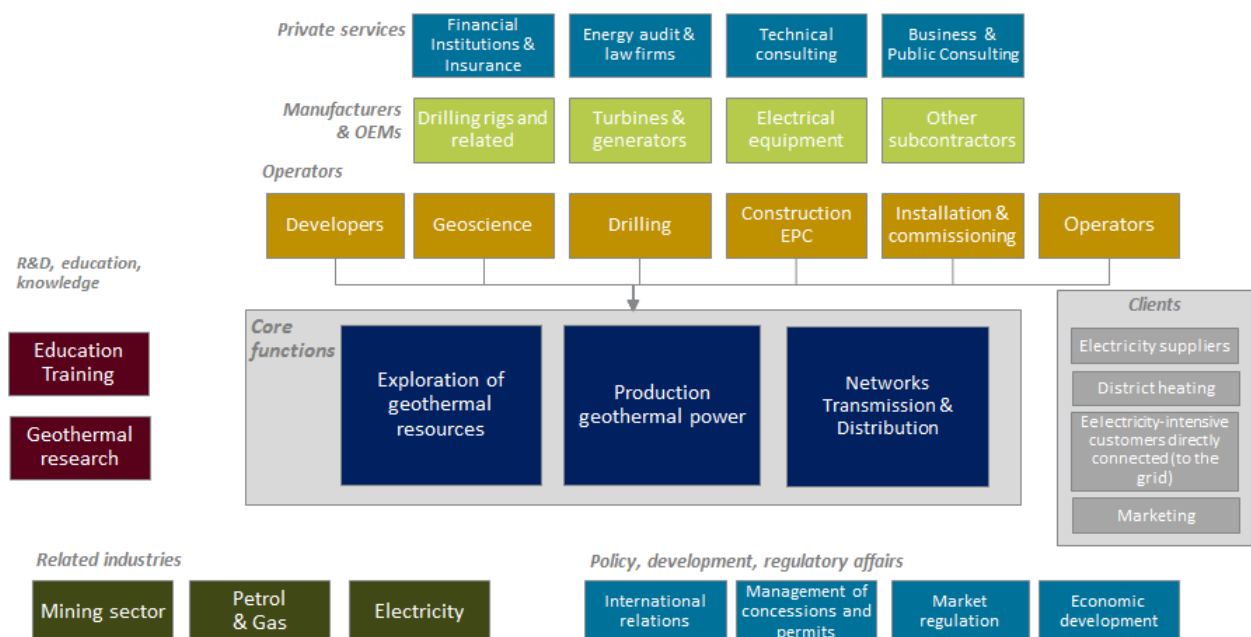 Private services
Financial
Institutions &
Insurance
Energy audit &
law firms
Technical
consulting
Business &
Public Consulting
Manufacturers
& OEMs
Drilling rigs and
related
Turbines &
generators
Electrical
equipment
Other
subcontractors
Operators
Developers
Geoscience
Drilling
Construction
EPC
Installation &
commissioning
Operators
R&D, education,
knowledge
Education
Training
Geothermal
research
Core
functions
Exploration of
geothermal
resources
Production
geothermal power
Networks
Transmission &
Distribution
Clients
Electricity suppliers
District heating
Eelectricity-intensive
customers directly
connected (to the
grid)
Marketing
Related industries
Mining sector
Petrol
& Gas
Electricity
Policy, development, regulatory affairs
International
relations
Management of
concessions and
permits
Market
regulation
Economic
development